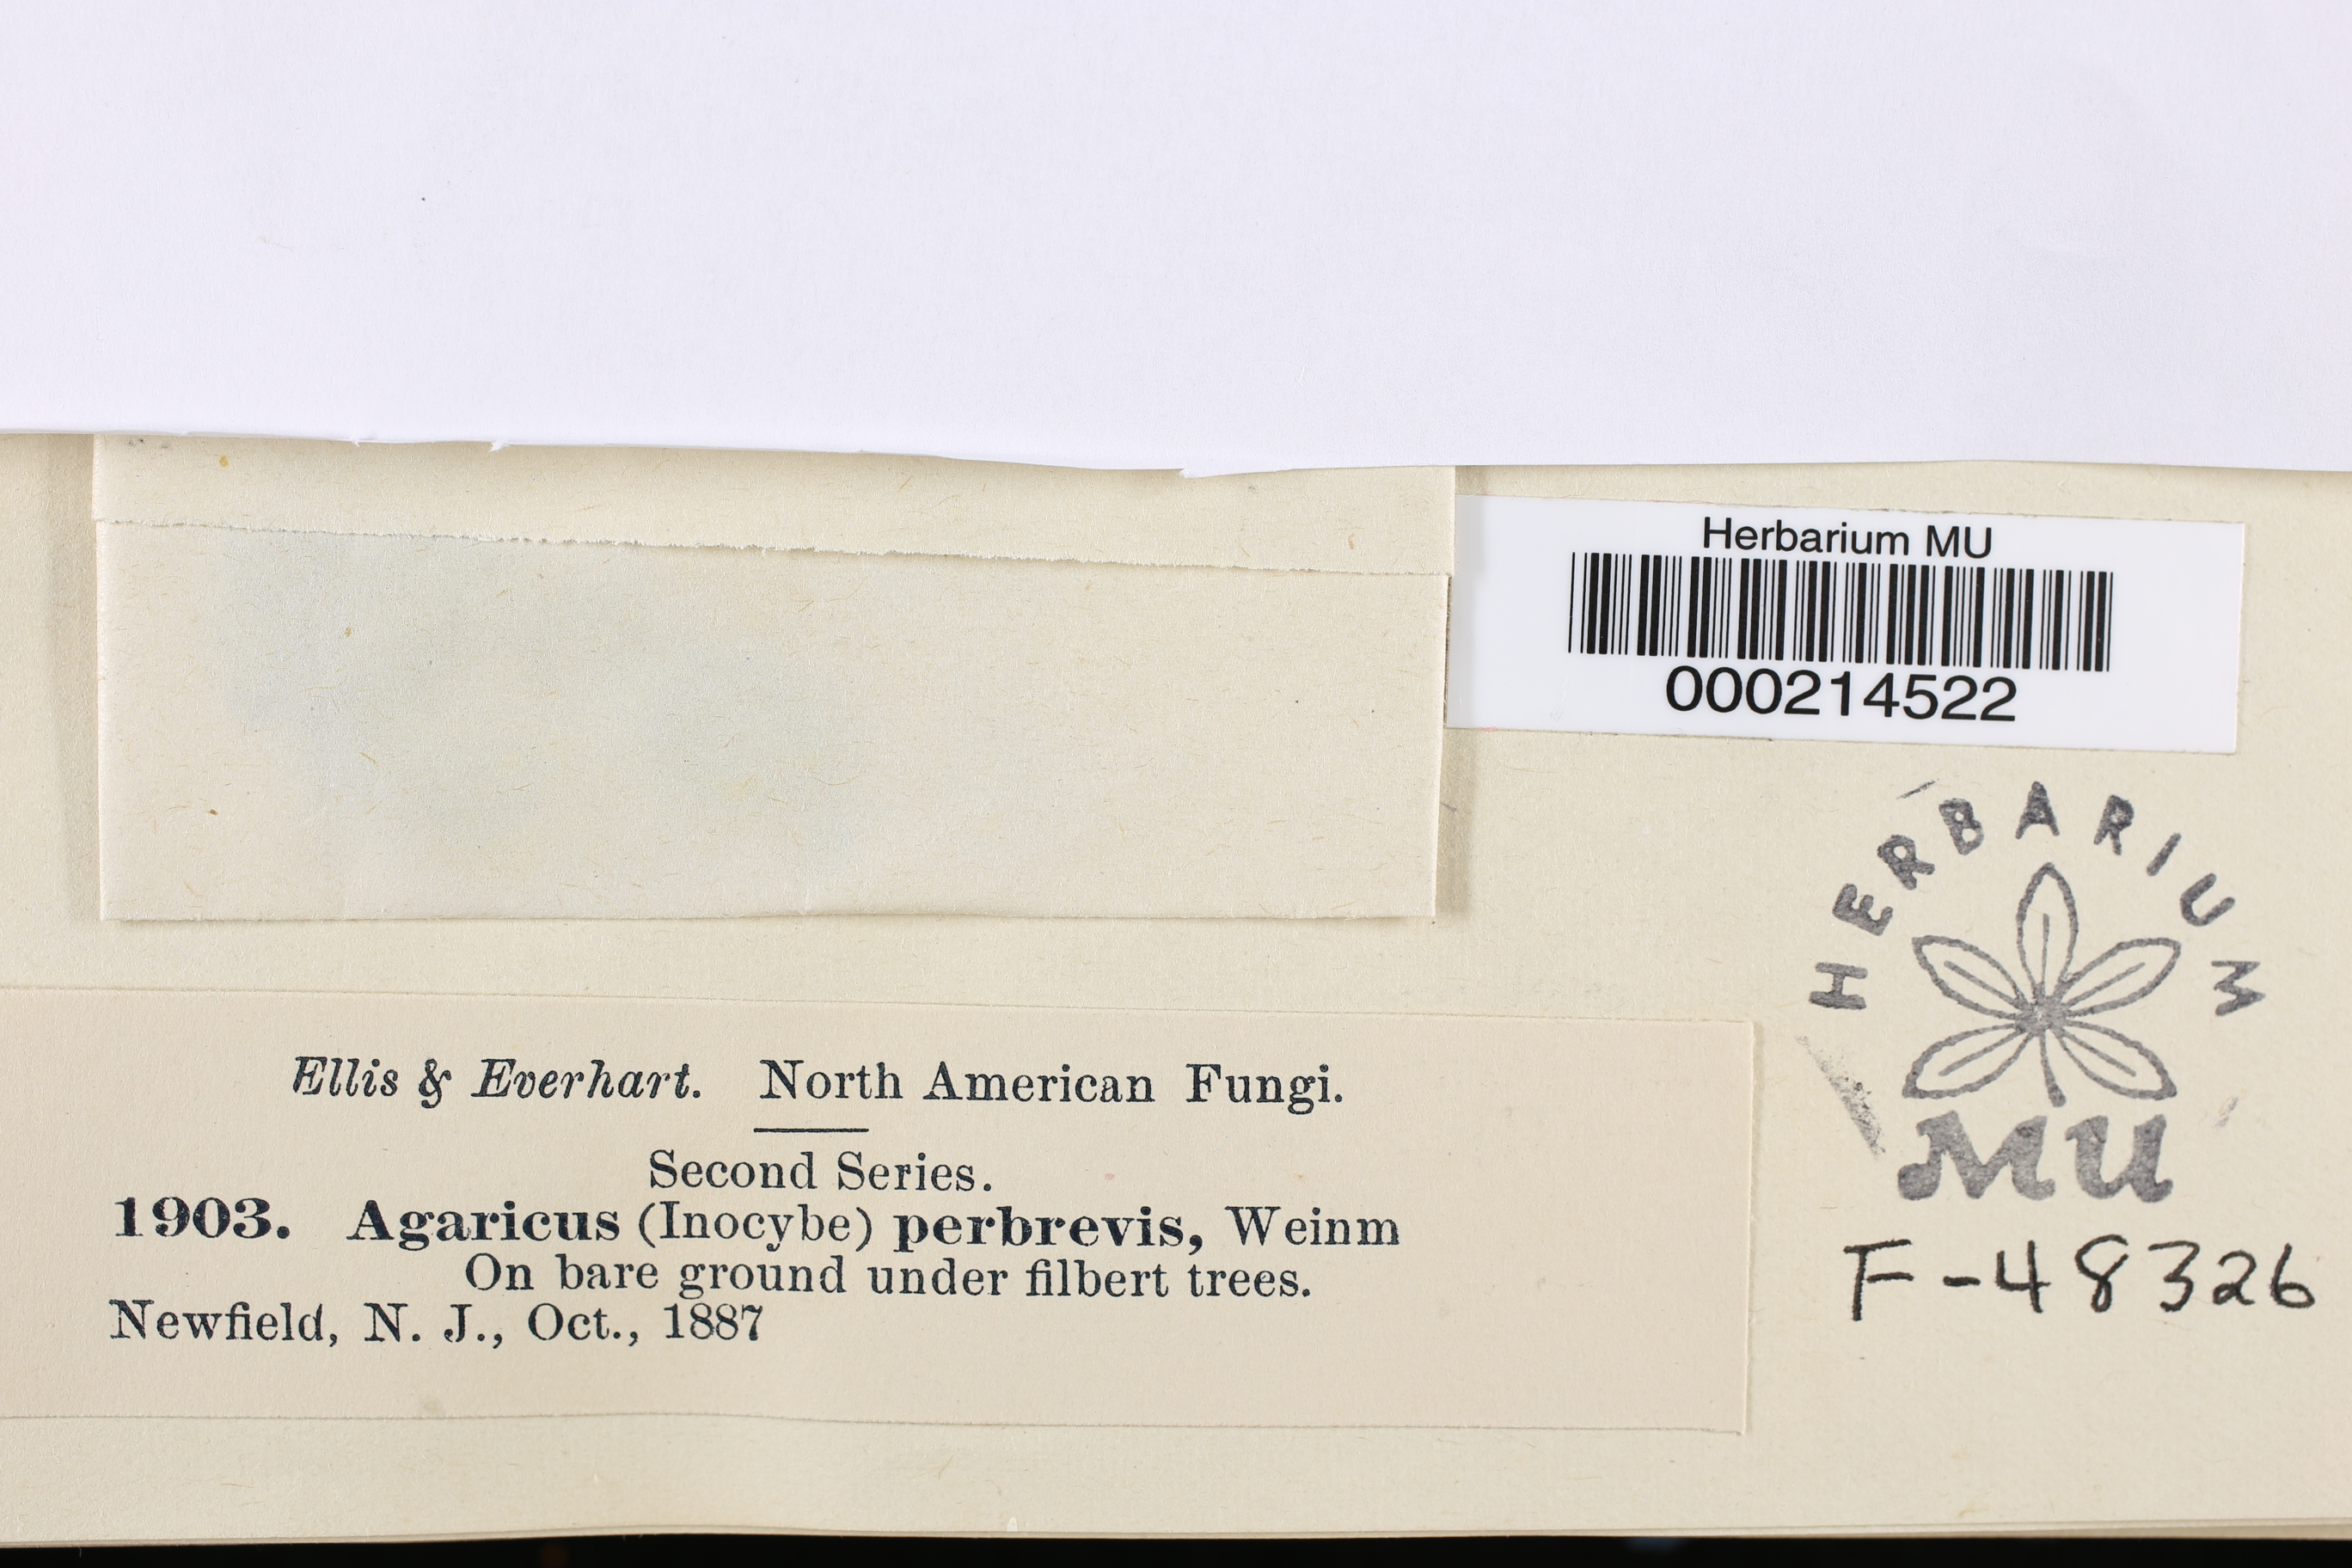 Herbarium MU
000214522
HERBARIUM
MU
F-48326
Ellis & Everhart. North American Fungi.
Second Series.
1903. Agaricus (Inocybe) perbrevis, Weinm
On bare ground under filbert trees.
Newfield, N. J., Oct., 1887